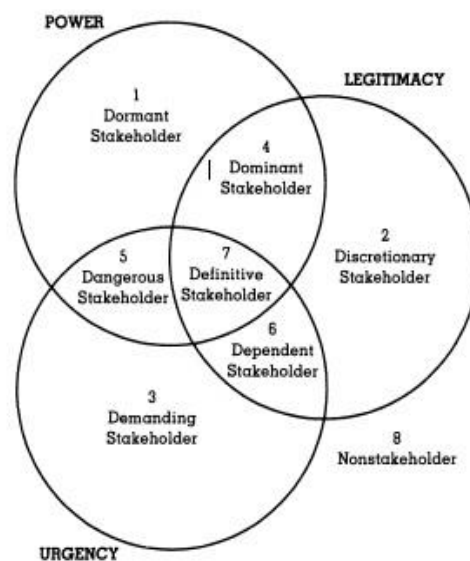 POWER
LEGITIMACY
1
Dormant
Stakeholder
4
Dominant
Stakeholder
2
Discretionary
Stakeholder
5
Dangerous
Stakeholder
7
Definitive
Stakeholder
6
Dependent
Stakeholder
3
Demanding
Stakeholder
8
Nonstakeholder
URGENCY